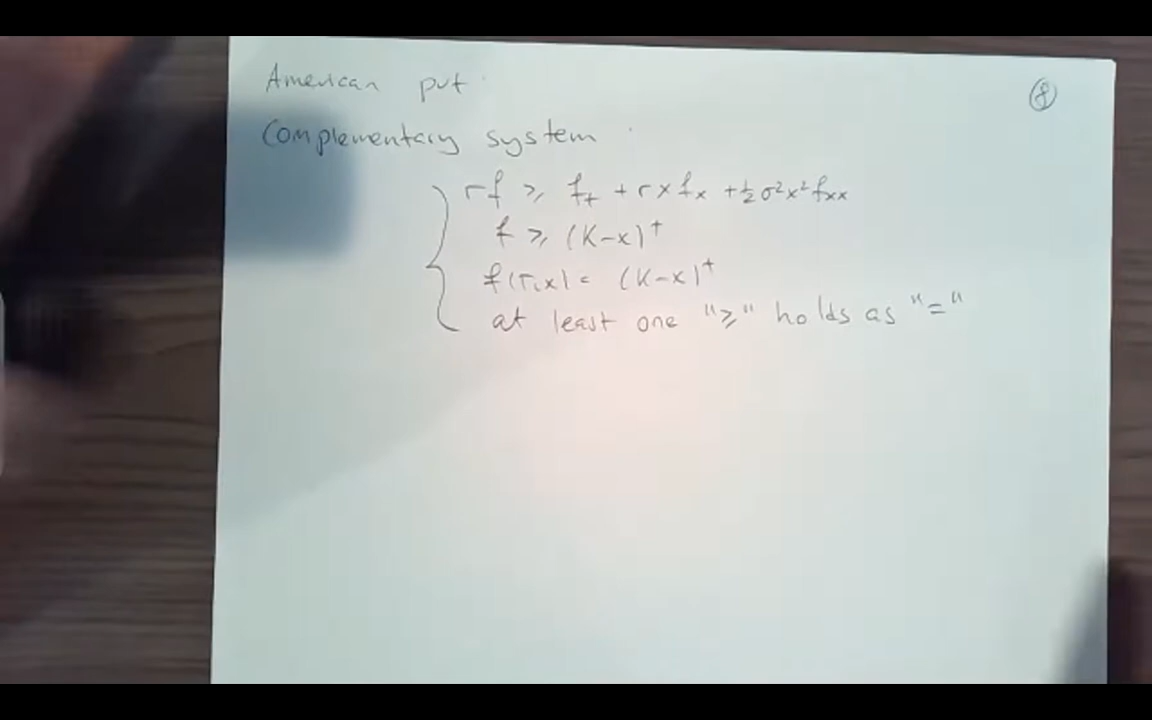 American put
⑧
Complementary system
rf ≥ f_t + rx f_x + ½σ²x² f_xx
f ≥ (K-x)⁺
f(T,x) = (K-x)⁺
at least one "≥" holds as "="